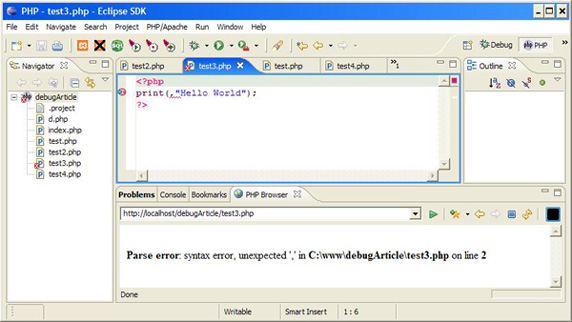 PHP - test3.php - Eclipse SDK
File Edit Navigate Search Project PHP/Apache Run Window Help
SQL
Debug PHP
Navigator
test2.php test3.php test.php test4.php »1
Outline
debugArticle
.project
d.php
index.php
test.php
test2.php
test3.php
test4.php
<?php
print(,"Hello World");
?>
Problems Console Bookmarks PHP Browser
http://localhost/debugArticle/test3.php
Parse error: syntax error, unexpected ',' in C:\www\debugArticle\test3.php on line 2
Done
Writable Smart Insert 1 : 6